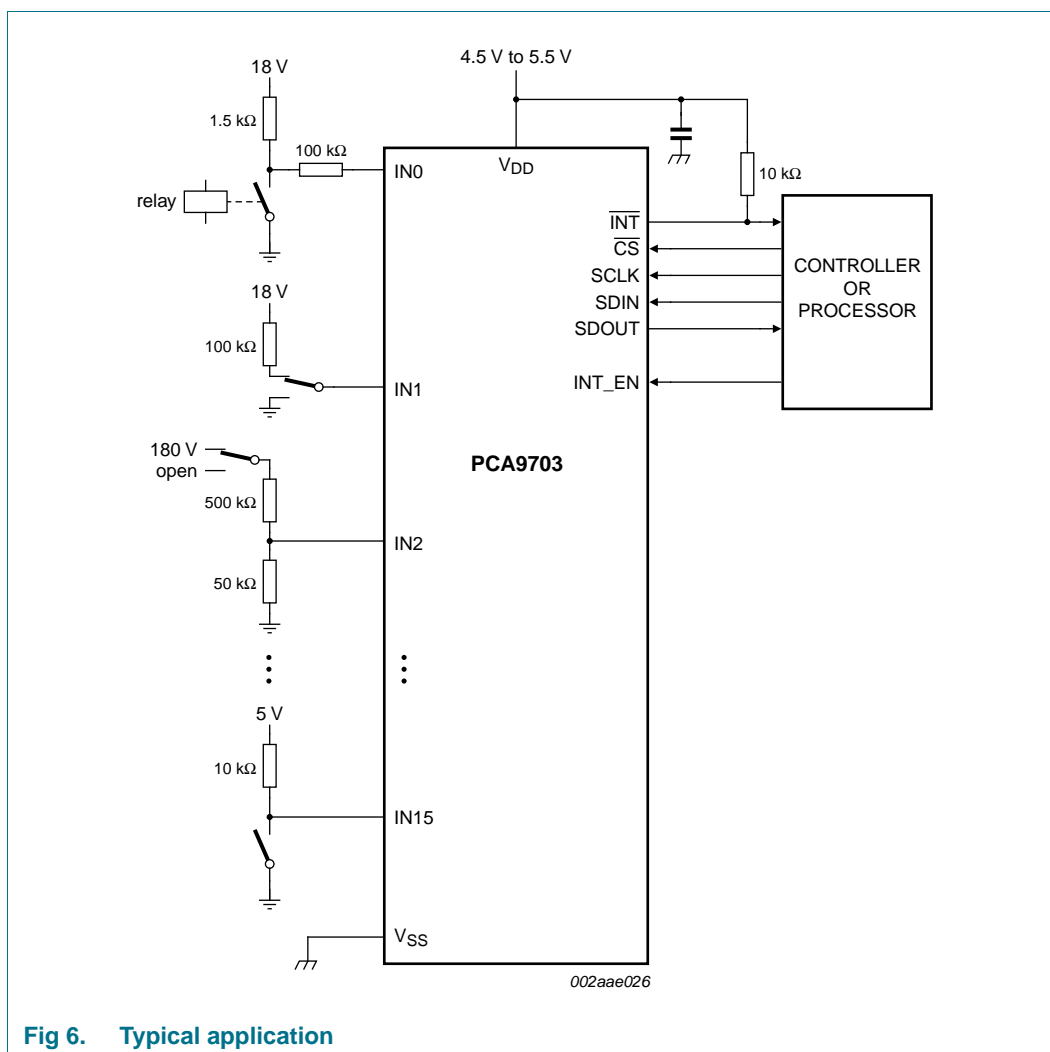 4.5 V to 5.5 V
18 V
1.5 kΩ
100 kΩ
IN0
VDD
10 kΩ
relay
INT
CS
SCLK
SDIN
SDOUT
INT_EN
CONTROLLER
OR
PROCESSOR
18 V
100 kΩ
IN1
180 V
open
PCA9703
500 kΩ
IN2
50 kΩ
5 V
10 kΩ
IN15
VSS
002aae026
Fig 6. Typical application